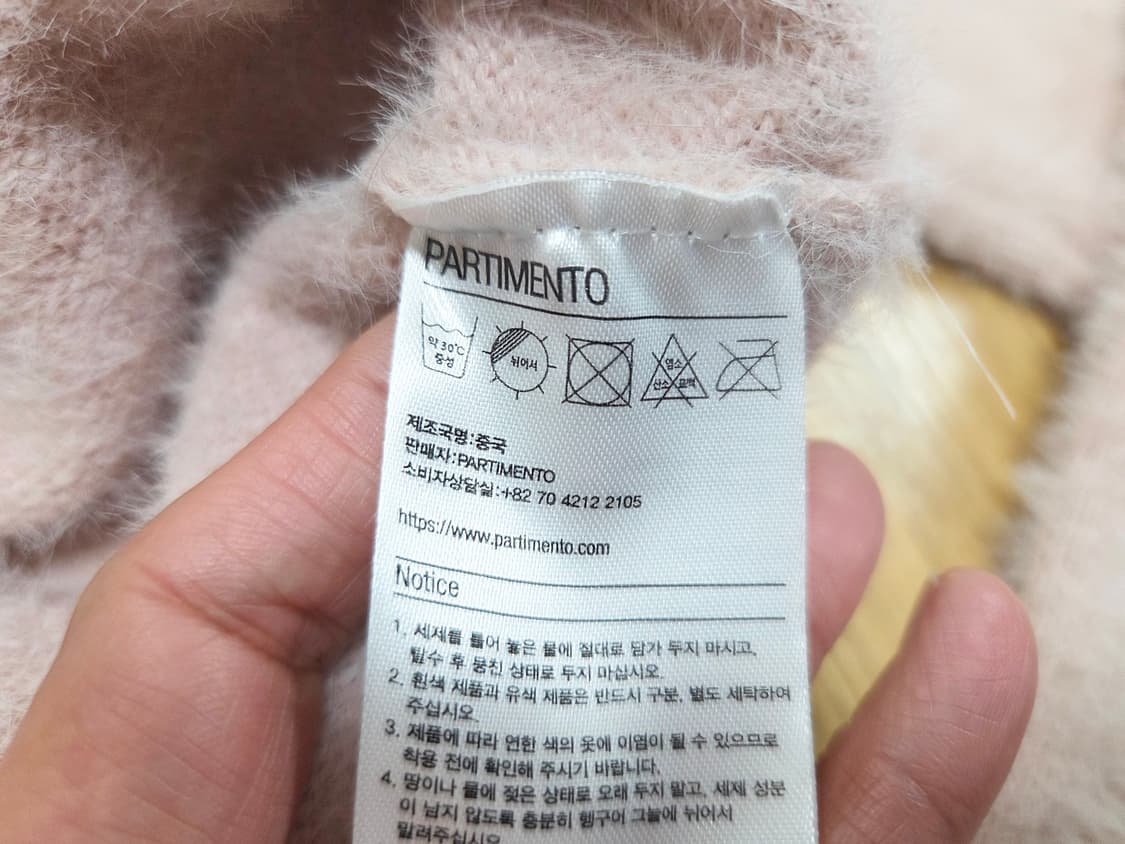 PARTIMENTO
약 30℃
중성
뉘어서
염소
산소 표백
제조국명:중국
판매자:PARTIMENTO
소비자상담실:+82 70 4212 2105
https://www.partimento.com
Notice
1. 세제를 틀어 놓은 물에 절대로 담가 두지 마시고,
탈수 후 뭉친 상태로 두지 마십시오.
2. 흰색 제품과 유색 제품은 반드시 구분, 별도 세탁하여
주십시오.
3. 제품에 따라 연한 색의 옷에 이염이 될 수 있으므로
착용 전에 확인해 주시기 바랍니다.
4. 땀이나 물에 젖은 상태로 오래 두지 말고, 세제 성분
이 남지 않도록 충분히 헹구어 그늘에 뉘어서
말려주십시오